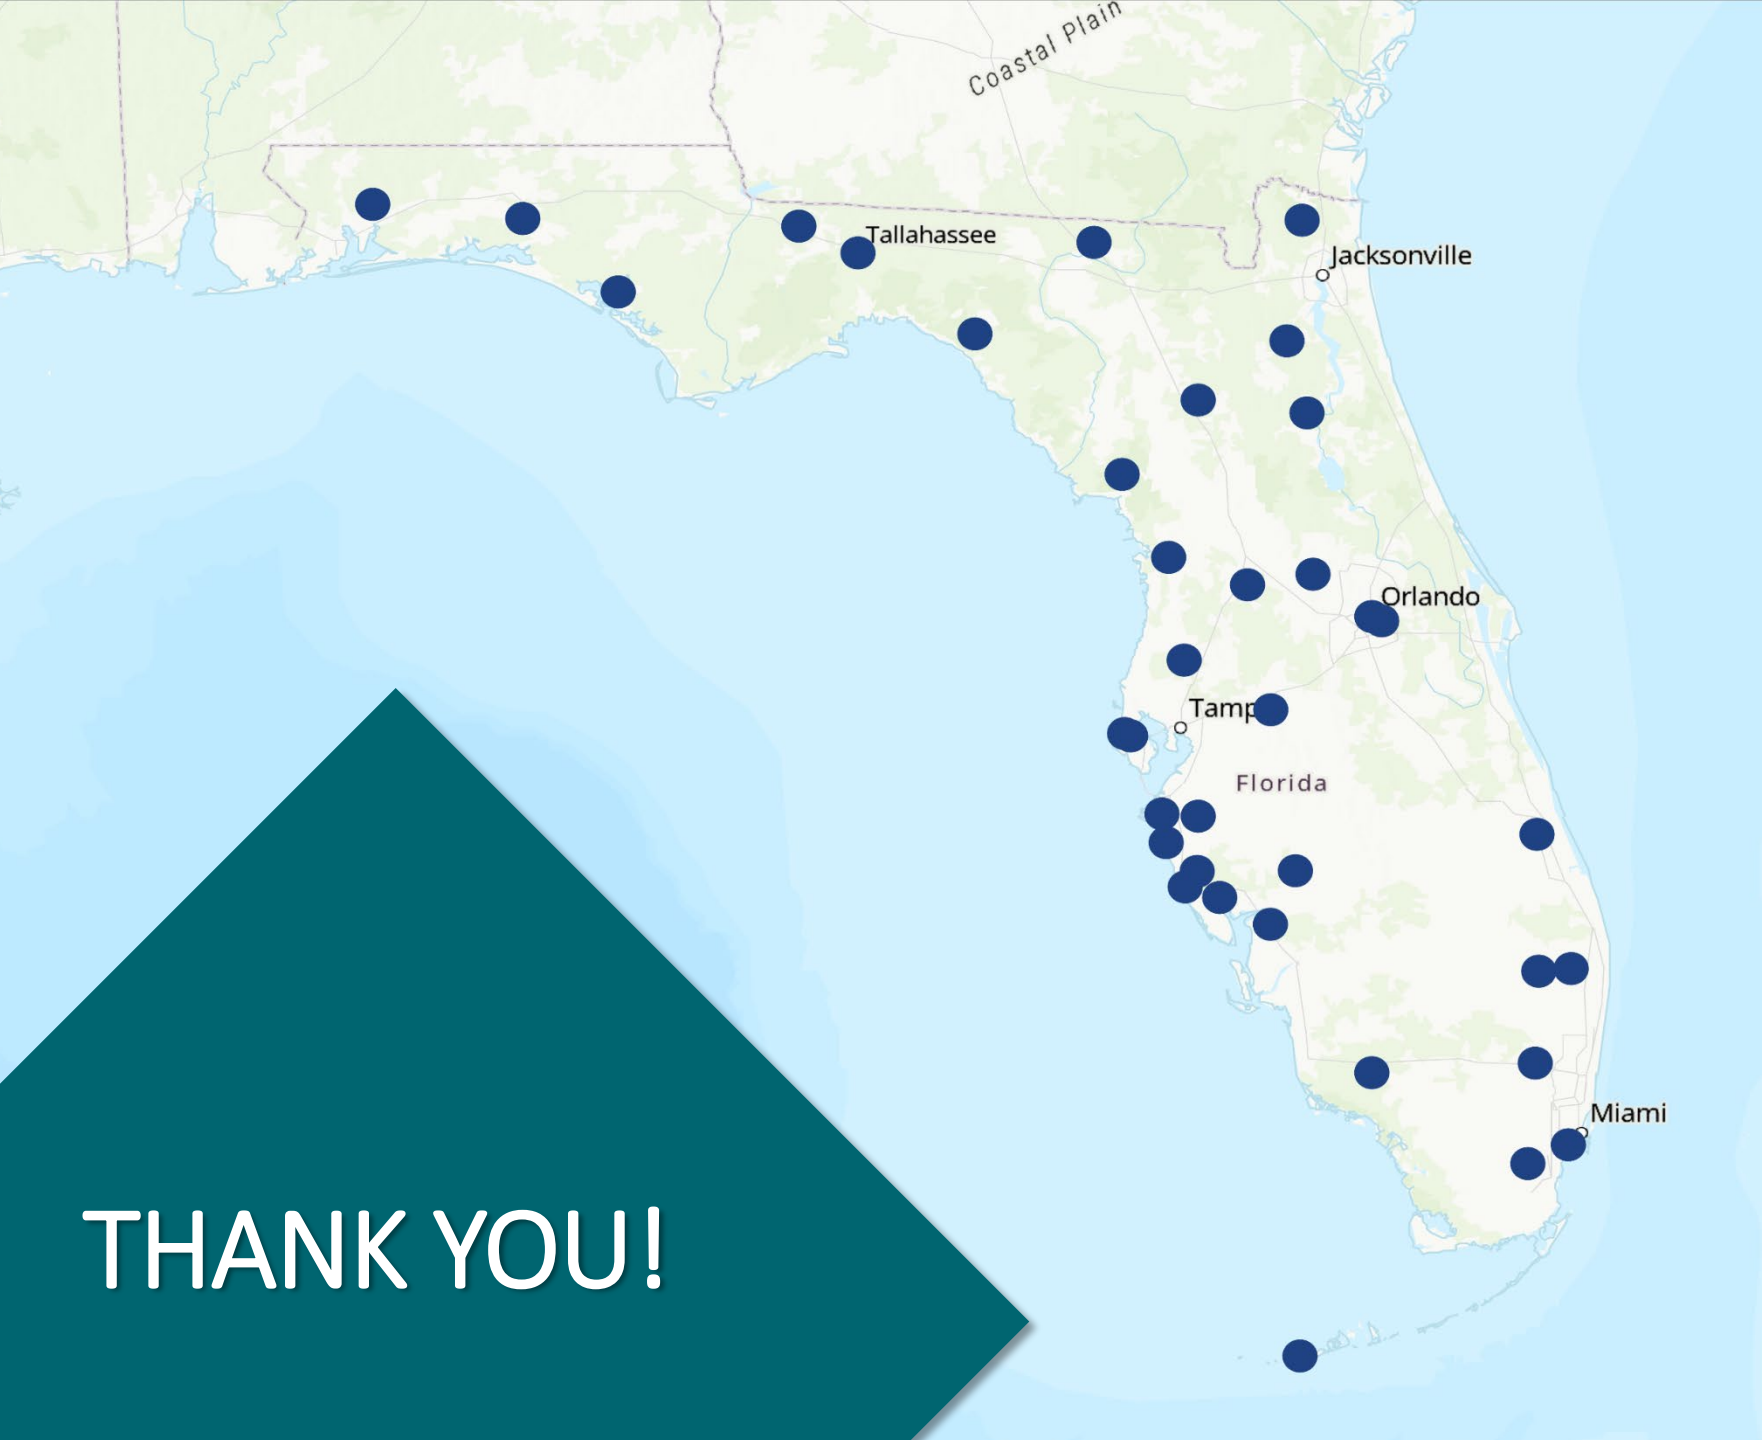 Coastal Plain
Tallahassee
Jacksonville
Orlando
Tamp
Florida
Miami
THANK YOU!